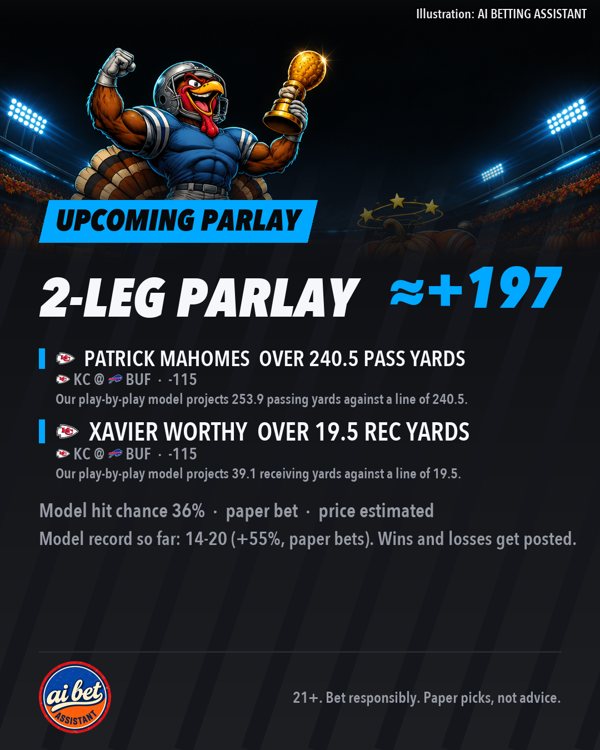 Illustration: AI BETTING ASSISTANT
UPCOMING PARLAY
2-LEG PARLAY ≈+197
PATRICK MAHOMES OVER 240.5 PASS YARDS
KC @ BUF · -115
Our play-by-play model projects 253.9 passing yards against a line of 240.5.
XAVIER WORTHY OVER 19.5 REC YARDS
KC @ BUF · -115
Our play-by-play model projects 39.1 receiving yards against a line of 19.5.
Model hit chance 36% · paper bet · price estimated
Model record so far: 14-20 (+55%, paper bets). Wins and losses get posted.
ai bet
ASSISTANT
21+. Bet responsibly. Paper picks, not advice.